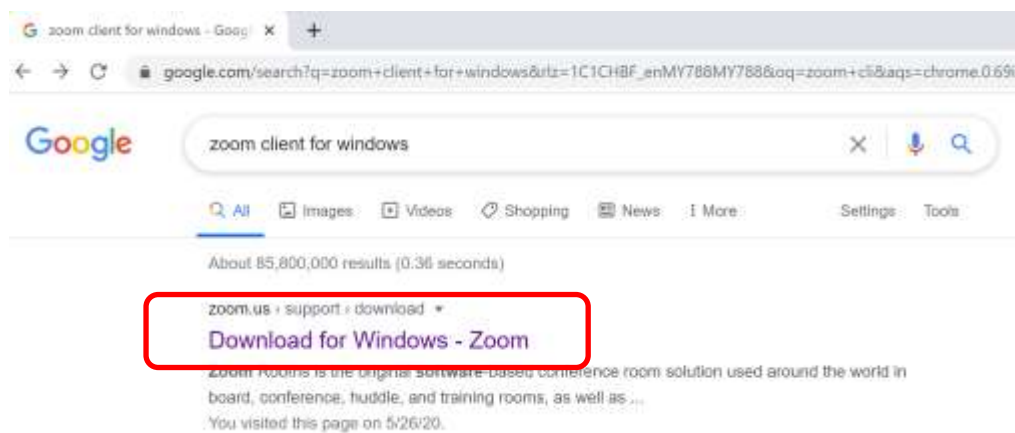 zoom client for windows - Goog
google.com/search?q=zoom+client+for+windows&rlz=1C1CHBF_enMY788MY788&oq=zoom+cli&aqs=chrome.0.69i
Google
zoom client for windows
All Images Videos Shopping News More Settings Tools
About 85,800,000 results (0.36 seconds)
zoom.us › support › download
Download for Windows - Zoom
Zoom Rooms is the original software-based conference room solution used around the world in
board, conference, huddle, and training rooms, as well as ...
You visited this page on 5/26/20.